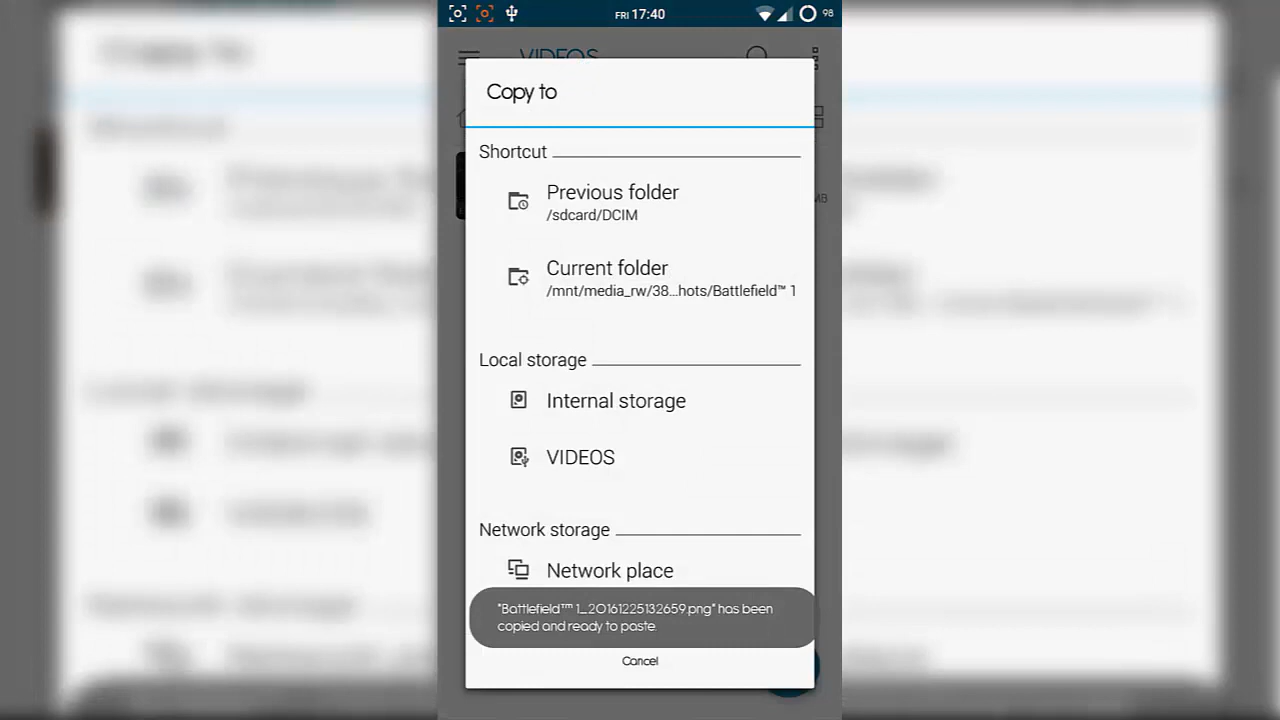 FRI 17:40
98
VIDEOS
Copy to
Shortcut
Previous folder
/sdcard/DCIM
Current folder
/mnt/media_rw/38...hots/Battlefield™ 1
Local storage
Internal storage
VIDEOS
Network storage
Network place
"Battlefield™ 1_20161225132659.png" has been
copied and ready to paste.
Cancel